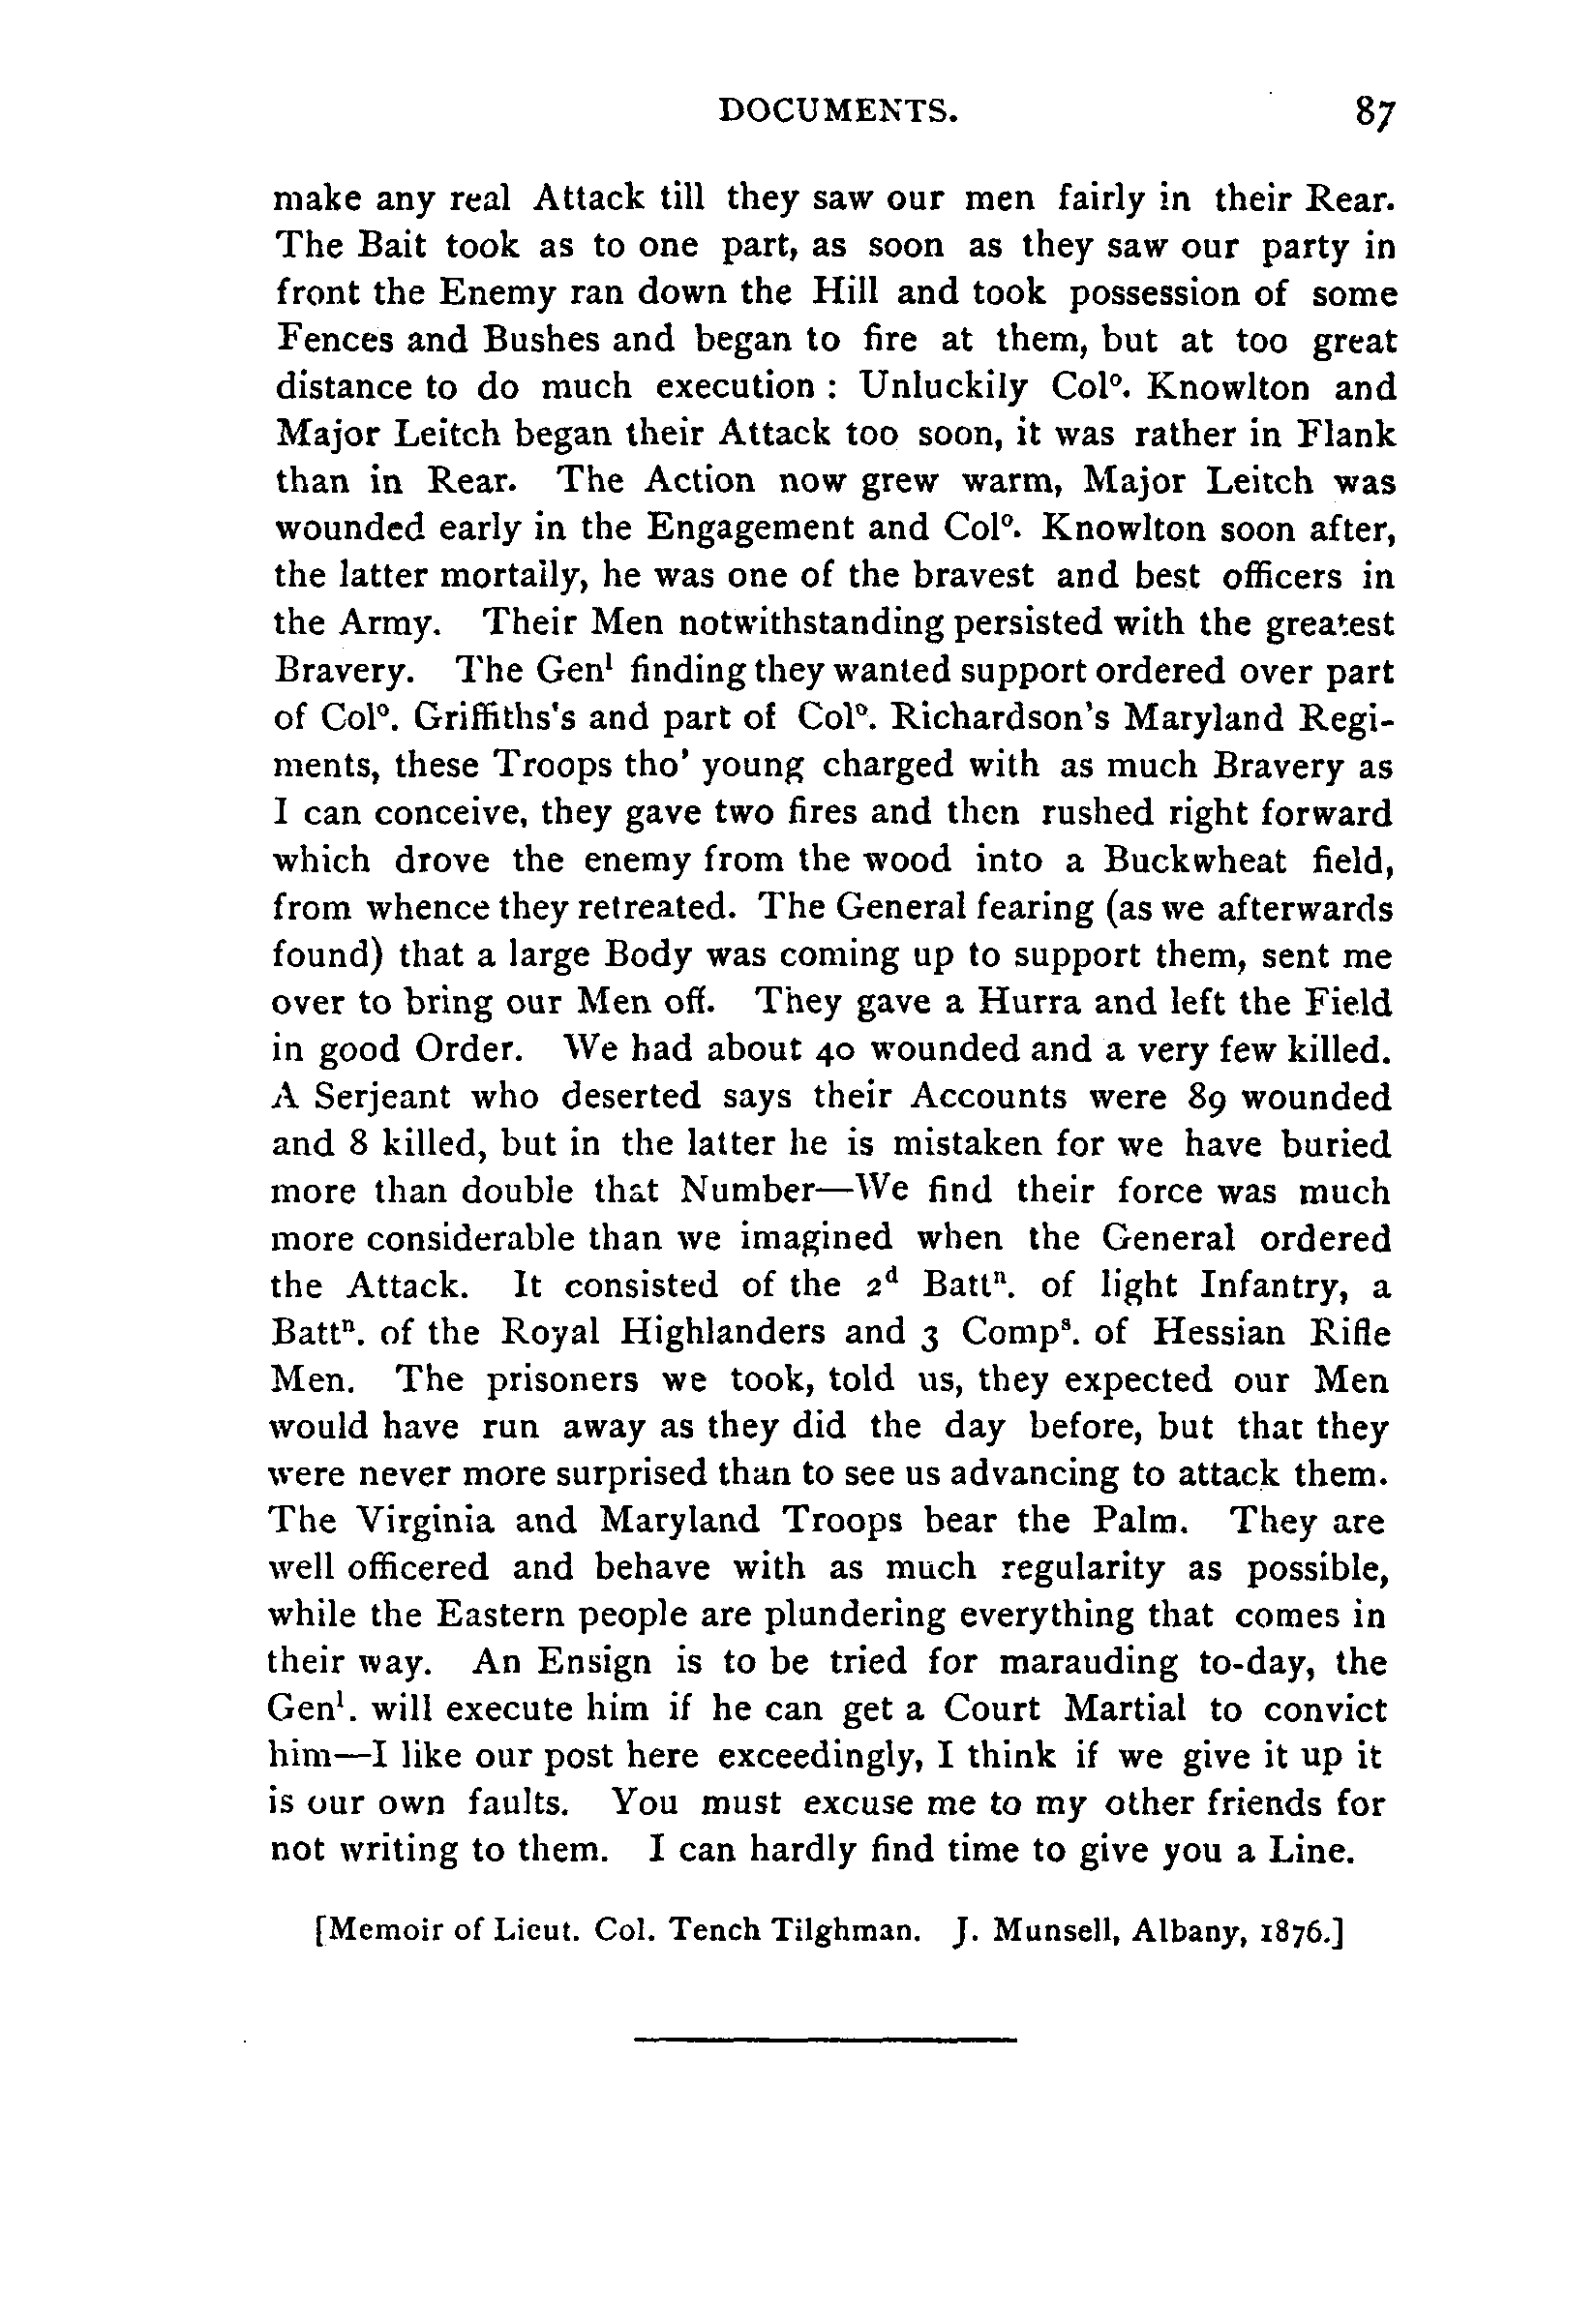 DOCUMENTS. 87
make any real Attack till they saw our men fairly in their Rear.
The Bait took as to one part, as soon as they saw our party in
front the Enemy ran down the Hill and took possession of some
Fences and Bushes and began to fire at them, but at too great
distance to do much execution : Unluckily Colº. Knowlton and
Major Leitch began their Attack too soon, it was rather in Flank
than in Rear. The Action now grew warm, Major Leitch was
wounded early in the Engagement and Colº. Knowlton soon after,
the latter mortally, he was one of the bravest and best officers in
the Army. Their Men notwithstanding persisted with the greatest
Bravery. The Genˡ finding they wanted support ordered over part
of Colº. Griffiths's and part of Colº. Richardson's Maryland Regi-
ments, these Troops tho' young charged with as much Bravery as
I can conceive, they gave two fires and then rushed right forward
which drove the enemy from the wood into a Buckwheat field,
from whence they retreated. The General fearing (as we afterwards
found) that a large Body was coming up to support them, sent me
over to bring our Men off. They gave a Hurra and left the Field
in good Order. We had about 40 wounded and a very few killed.
A Serjeant who deserted says their Accounts were 89 wounded
and 8 killed, but in the latter he is mistaken for we have buried
more than double that Number—We find their force was much
more considerable than we imagined when the General ordered
the Attack. It consisted of the 2ᵈ Battⁿ. of light Infantry, a
Battⁿ. of the Royal Highlanders and 3 Compˢ. of Hessian Rifle
Men. The prisoners we took, told us, they expected our Men
would have run away as they did the day before, but that they
were never more surprised than to see us advancing to attack them.
The Virginia and Maryland Troops bear the Palm. They are
well officered and behave with as much regularity as possible,
while the Eastern people are plundering everything that comes in
their way. An Ensign is to be tried for marauding to-day, the
Genˡ. will execute him if he can get a Court Martial to convict
him—I like our post here exceedingly, I think if we give it up it
is our own faults. You must excuse me to my other friends for
not writing to them. I can hardly find time to give you a Line.
[Memoir of Lieut. Col. Tench Tilghman. J. Munsell, Albany, 1876.]